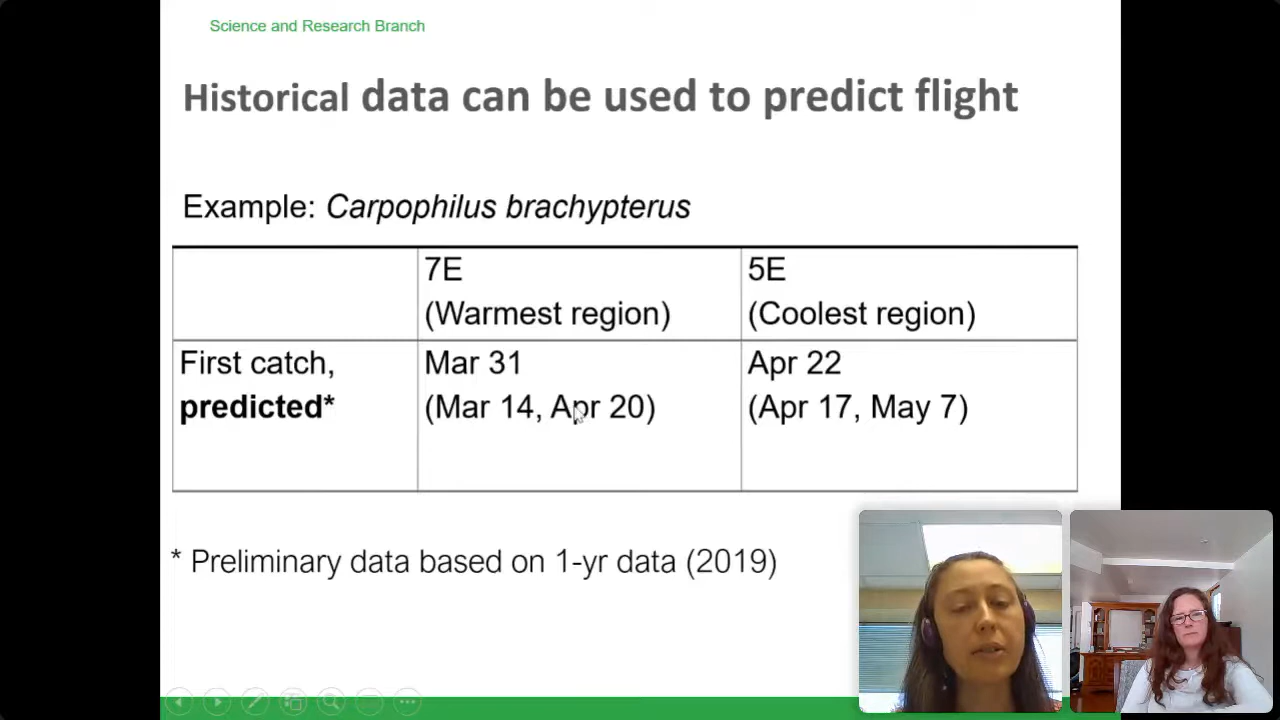 Science and Research Branch
Historical data can be used to predict flight
Example: Carpophilus brachypterus
7E
(Warmest region)
5E
(Coolest region)
First catch,
predicted*
Mar 31
(Mar 14, Apr 20)
Apr 22
(Apr 17, May 7)
* Preliminary data based on 1-yr data (2019)